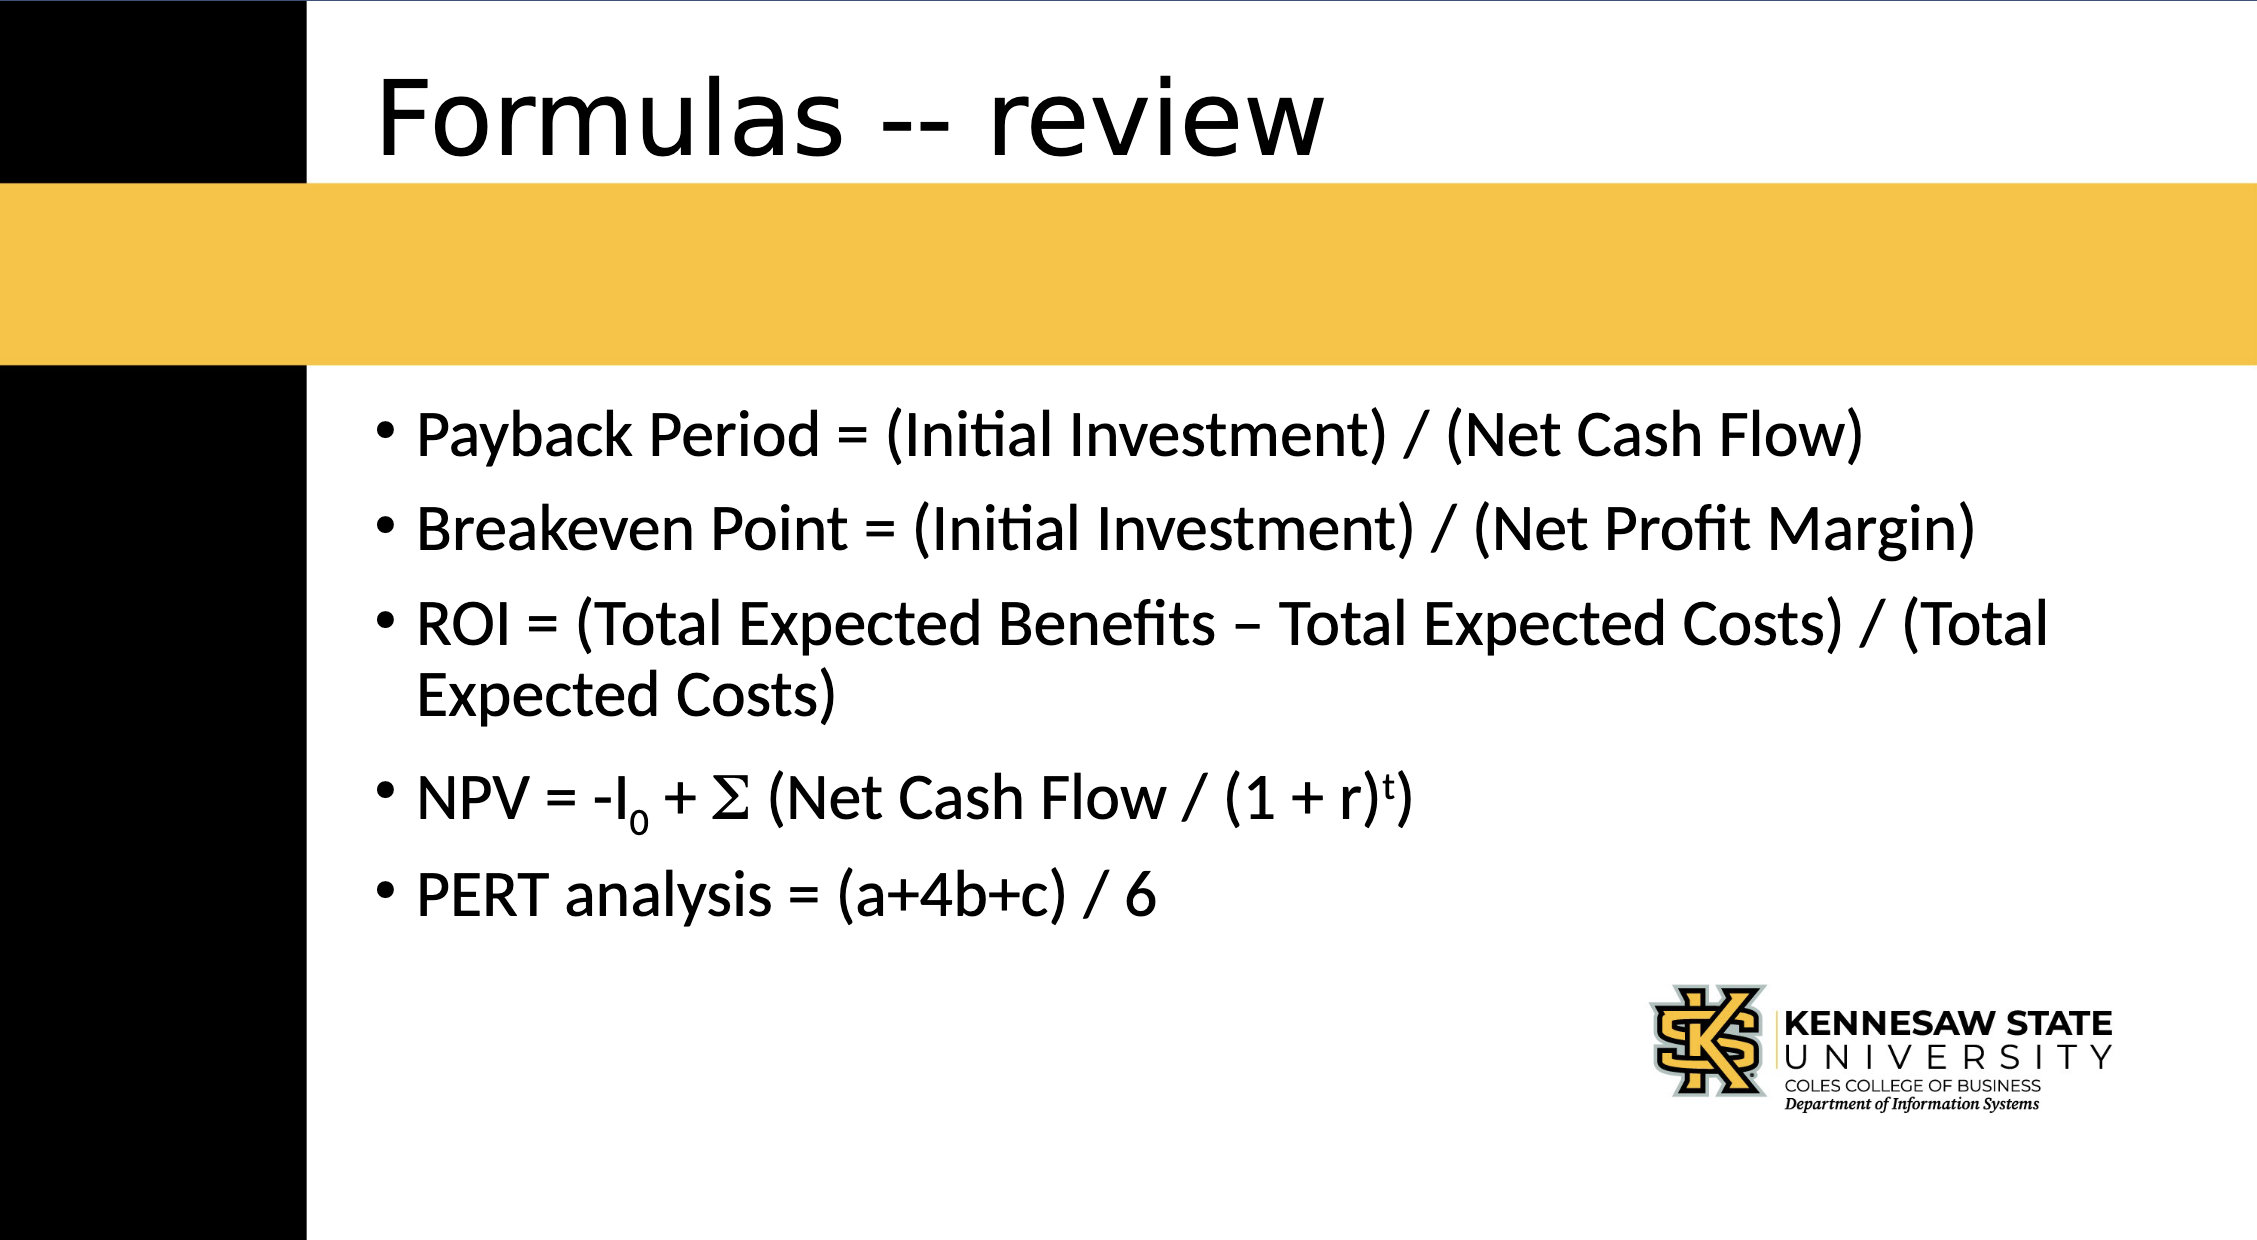 Formulas -- review
• Payback Period = (Initial Investment) / (Net Cash Flow)
• Breakeven Point = (Initial Investment) / (Net Profit Margin)
• ROI = (Total Expected Benefits – Total Expected Costs) / (Total
Expected Costs)
• NPV = -I₀ + Σ (Net Cash Flow / (1 + r)ᵗ)
• PERT analysis = (a+4b+c) / 6
KS
KENNESAW STATE
UNIVERSITY
COLES COLLEGE OF BUSINESS
Department of Information Systems